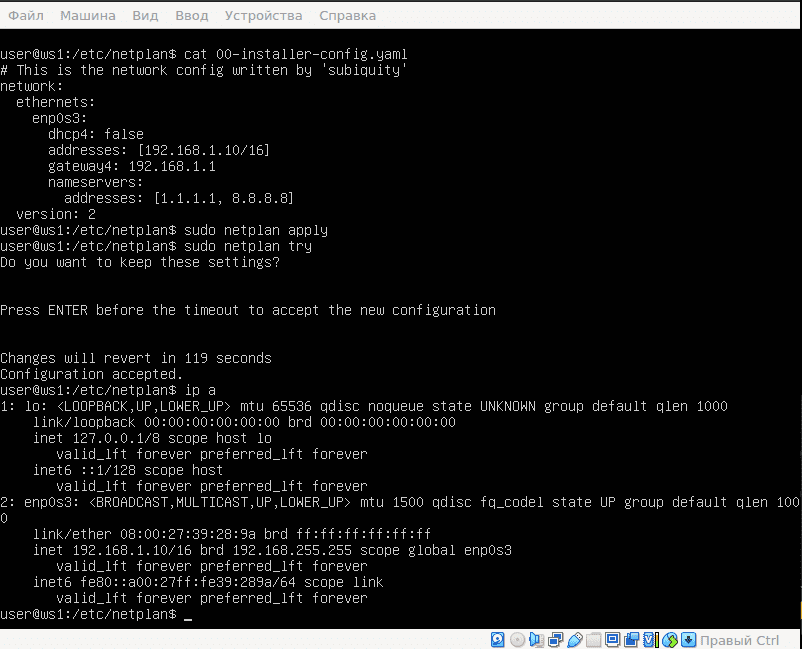 Файл Машина Вид Ввод Устройства Справка
user@ws1:/etc/netplan$ cat 00-installer-config.yaml
# This is the network config written by 'subiquity'
network:
  ethernets:
    enp0s3:
      dhcp4: false
      addresses: [192.168.1.10/16]
      gateway4: 192.168.1.1
      nameservers:
        addresses: [1.1.1.1, 8.8.8.8]
  version: 2
user@ws1:/etc/netplan$ sudo netplan apply
user@ws1:/etc/netplan$ sudo netplan try
Do you want to keep these settings?
Press ENTER before the timeout to accept the new configuration
Changes will revert in 119 seconds
Configuration accepted.
user@ws1:/etc/netplan$ ip a
1: lo: <LOOPBACK,UP,LOWER_UP> mtu 65536 qdisc noqueue state UNKNOWN group default qlen 1000
    link/loopback 00:00:00:00:00:00 brd 00:00:00:00:00:00
    inet 127.0.0.1/8 scope host lo
       valid_lft forever preferred_lft forever
    inet6 ::1/128 scope host
       valid_lft forever preferred_lft forever
2: enp0s3: <BROADCAST,MULTICAST,UP,LOWER_UP> mtu 1500 qdisc fq_codel state UP group default qlen 100
0
    link/ether 08:00:27:39:28:9a brd ff:ff:ff:ff:ff:ff
    inet 192.168.1.10/16 brd 192.168.255.255 scope global enp0s3
       valid_lft forever preferred_lft forever
    inet6 fe80::a00:27ff:fe39:289a/64 scope link
       valid_lft forever preferred_lft forever
user@ws1:/etc/netplan$ _
Правый Ctrl